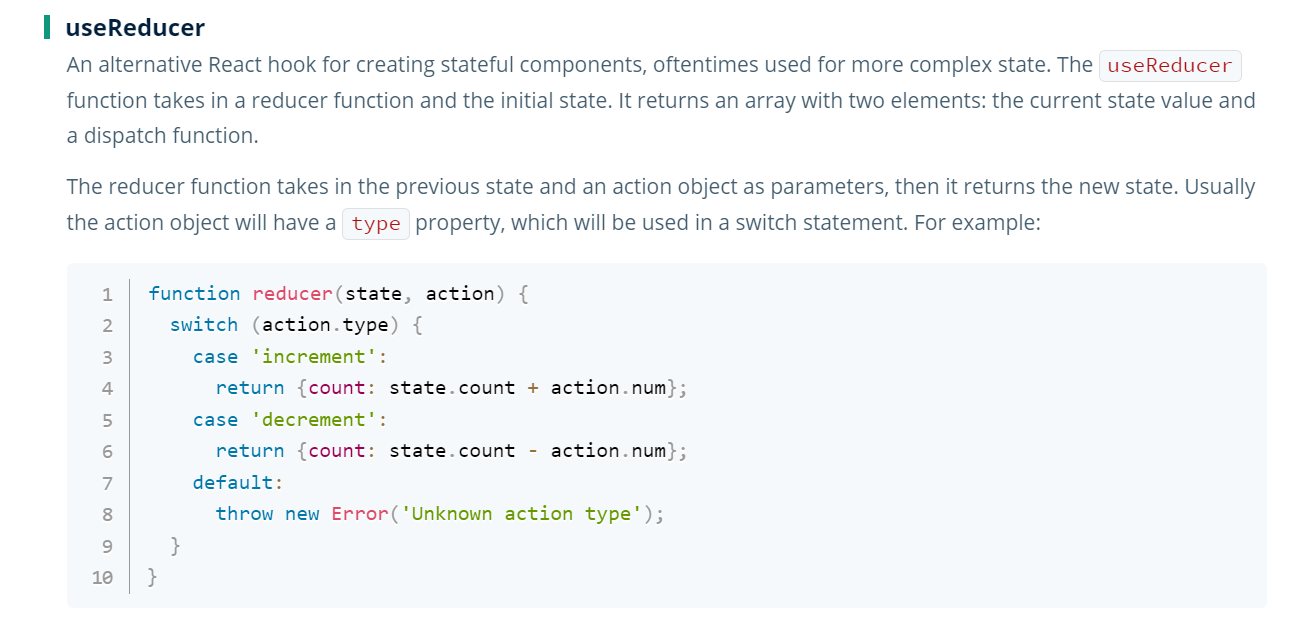 useReducer
An alternative React hook for creating stateful components, oftentimes used for more complex state. The useReducer
function takes in a reducer function and the initial state. It returns an array with two elements: the current state value and
a dispatch function.
The reducer function takes in the previous state and an action object as parameters, then it returns the new state. Usually
the action object will have a type property, which will be used in a switch statement. For example:
1 function reducer(state, action) {
2   switch (action.type) {
3     case 'increment':
4       return {count: state.count + action.num};
5     case 'decrement':
6       return {count: state.count - action.num};
7     default:
8       throw new Error('Unknown action type');
9   }
10 }